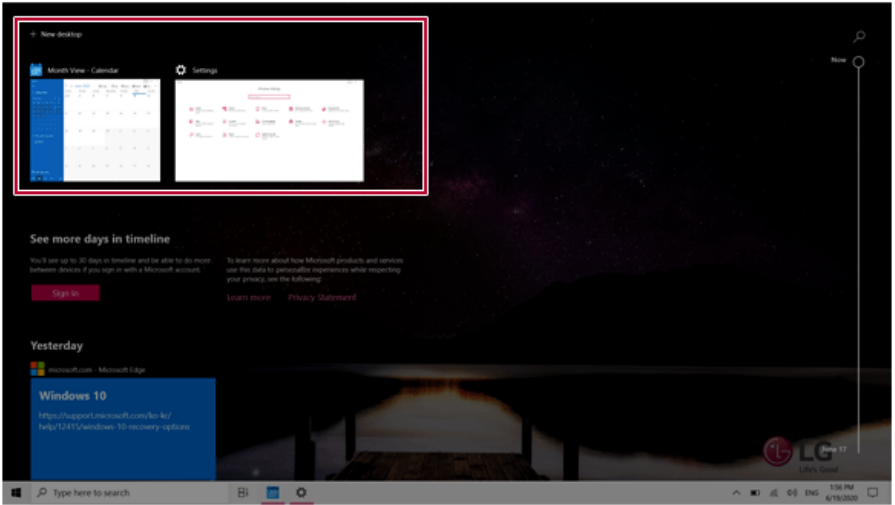 + New desktop
Month View - Calendar
Settings
Now
See more days in timeline
You'll see up to 30 days in timeline and be able to do more
between devices if you sign in with a Microsoft account.
To learn more about how Microsoft products and services
use this data to personalize experiences while respecting
your privacy, see the following:
Sign in
Learn more
Privacy Statement
Yesterday
microsoft.com - Microsoft Edge
Windows 10
https://support.microsoft.com/ko-kr/
help/12415/windows-10-recovery-options
June 17
LG
Life's Good
Type here to search
ENG
1:56 PM
6/19/2020